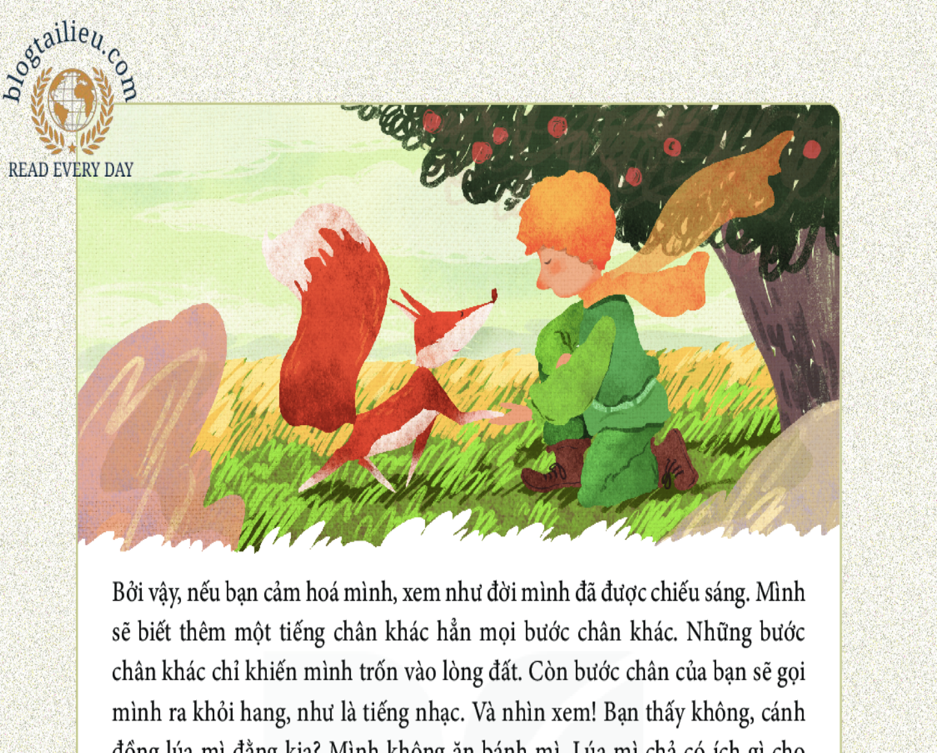 blogtailieu.com
READ EVERY DAY
Bởi vậy, nếu bạn cảm hoá mình, xem như đời mình đã được chiếu sáng. Mình
sẽ biết thêm một tiếng chân khác hẳn mọi bước chân khác. Những bước
chân khác chỉ khiến mình trốn vào lòng đất. Còn bước chân của bạn sẽ gọi
mình ra khỏi hang, như là tiếng nhạc. Và nhìn xem! Bạn thấy không, cánh
đồng lúa mì đằng kia? Mình không ăn bánh mì. Lúa mì chả có ích gì cho